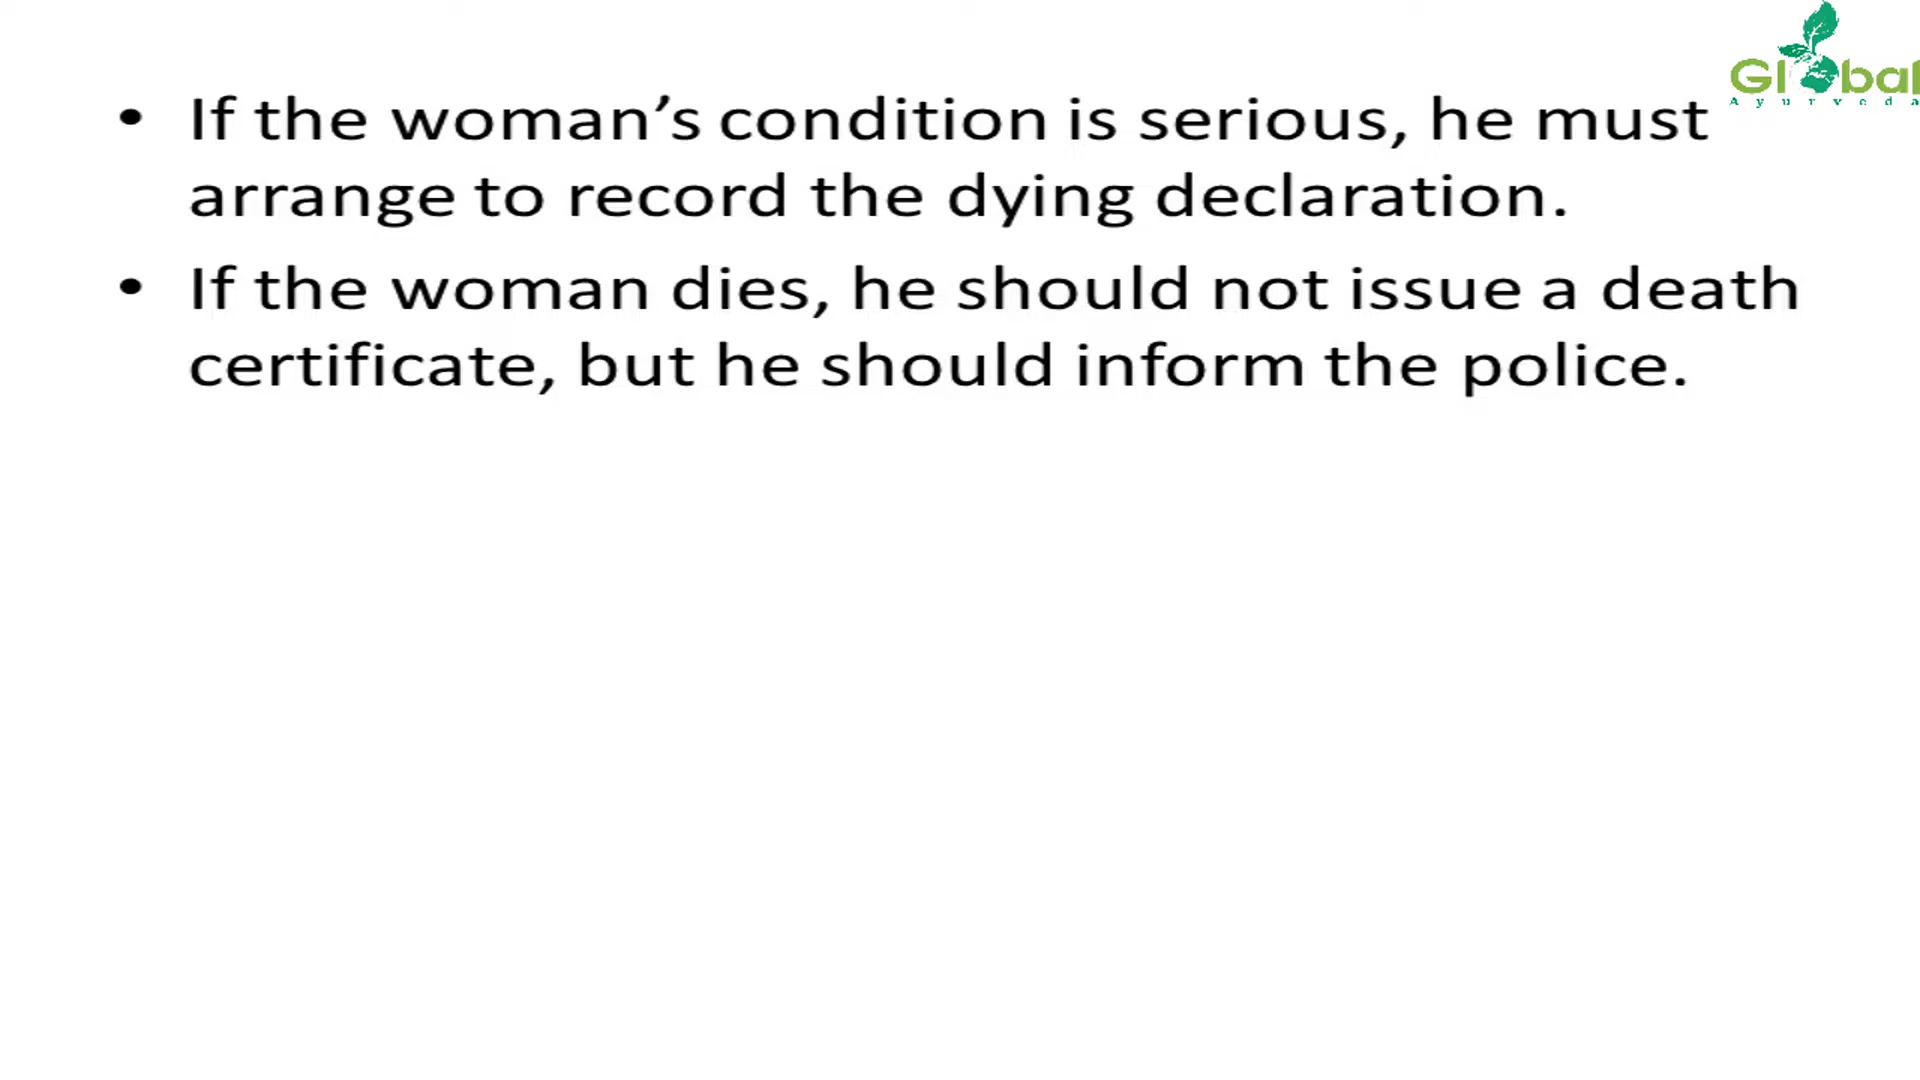 Global
Ayurveda
• If the woman’s condition is serious, he must
arrange to record the dying declaration.
• If the woman dies, he should not issue a death
certificate, but he should inform the police.